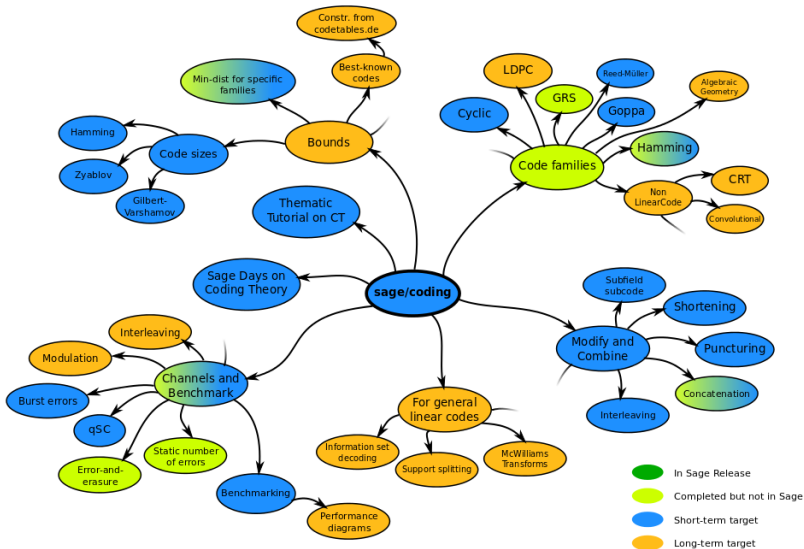 Constr. from
codetables.de
Best-known
codes
Min-dist for specific
families
Bounds
Hamming
Code sizes
Zyablov
Gilbert-
Varshamov
LDPC
Reed-Müller
Algebraic
Geometry
GRS
Cyclic
Goppa
Hamming
Code families
CRT
Non
LinearCode
Convolutional
Thematic
Tutorial on CT
Sage Days on
Coding Theory
sage/coding
Subfield
subcode
Shortening
Modify and
Combine
Puncturing
Concatenation
Interleaving
Interleaving
Modulation
Channels and
Benchmark
Burst errors
qSC
Error-and-
erasure
Static number
of errors
Benchmarking
Performance
diagrams
For general
linear codes
Information set
decoding
Support splitting
McWilliams
Transforms
In Sage Release
Completed but not in Sage
Short-term target
Long-term target